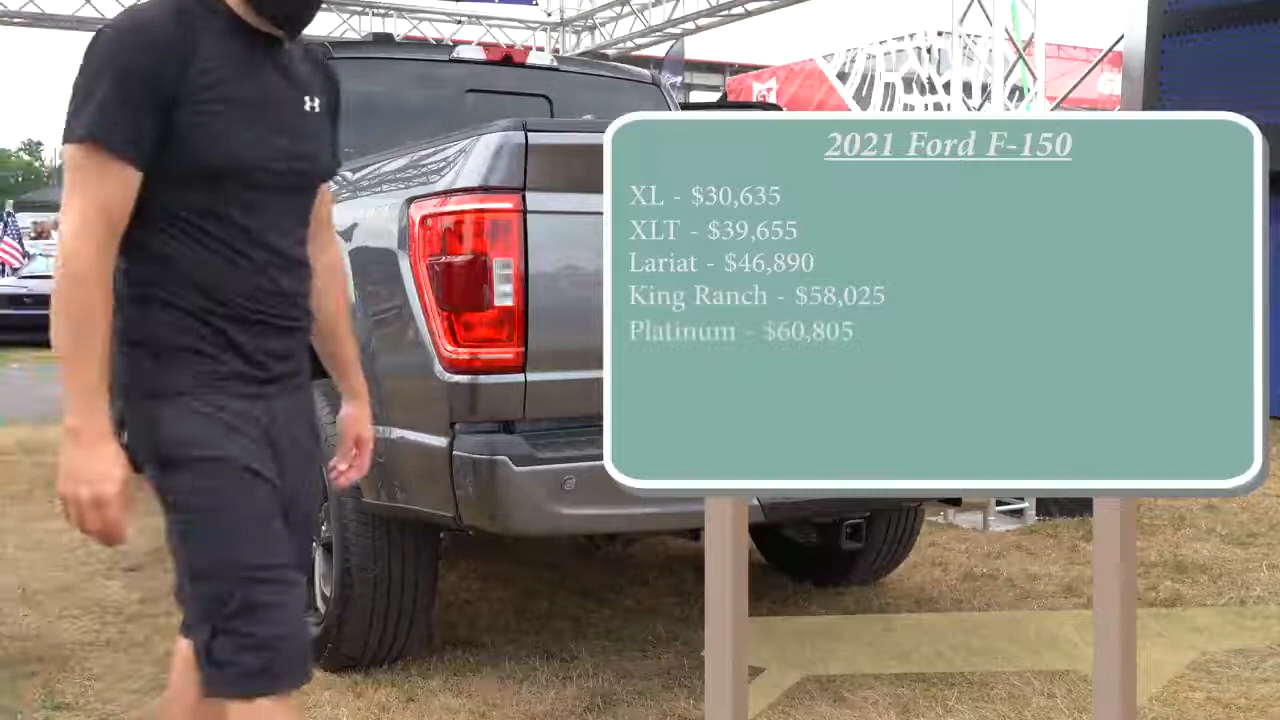 2021 Ford F-150
XL - $30,635
XLT - $39,655
Lariat - $46,890
King Ranch - $58,025
Platinum - $60,805